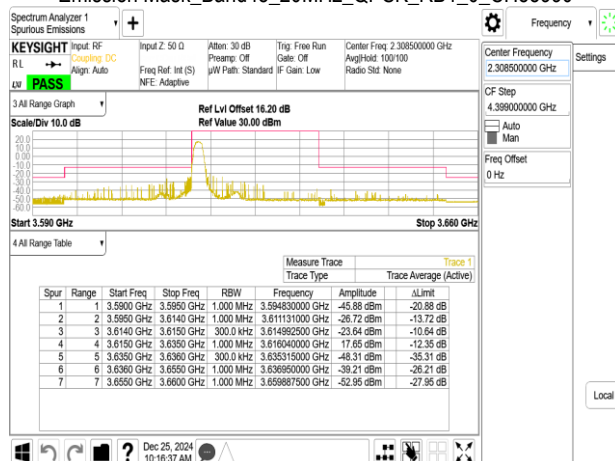 Spectrum Analyzer 1
Spurious Emissions
+
Frequency
KEYSIGHT
RL
LXI
PASS
Input: RF
Coupling: DC
Align: Auto
Input Z: 50 Ω
Freq Ref: Int (S)
NFE: Adaptive
Atten: 30 dB
Preamp: Off
µW Path: Standard
Trig: Free Run
Gate: Off
IF Gain: Low
Center Freq: 2.308500000 GHz
Avg|Hold: 100/100
Radio Std: None
Center Frequency
2.308500000 GHz
Settings
CF Step
4.399000000 GHz
Auto
Man
Freq Offset
0 Hz
3 All Range Graph
Scale/Div 10.0 dB
Ref Lvl Offset 16.20 dB
Ref Value 30.00 dBm
20.0
10.0
0.00
-10.0
-20.0
-30.0
-40.0
-50.0
-60.0
Start 3.590 GHz
Stop 3.660 GHz
4 All Range Table
Measure Trace Trace 1
Trace Type Trace Average (Active)
Spur Range Start Freq Stop Freq RBW Frequency Amplitude ΔLimit
1 1 3.5900 GHz 3.5950 GHz 1.000 MHz 3.594830000 GHz -45.88 dBm -20.88 dB
2 2 3.5950 GHz 3.6140 GHz 1.000 MHz 3.611131000 GHz -26.72 dBm -13.72 dB
3 3 3.6140 GHz 3.6150 GHz 300.0 kHz 3.614992500 GHz -23.64 dBm -10.64 dB
4 4 3.6150 GHz 3.6350 GHz 1.000 MHz 3.616040000 GHz 17.65 dBm -12.35 dB
5 5 3.6350 GHz 3.6360 GHz 300.0 kHz 3.635315000 GHz -48.31 dBm -35.31 dB
6 6 3.6360 GHz 3.6550 GHz 1.000 MHz 3.636950000 GHz -39.21 dBm -26.21 dB
7 7 3.6550 GHz 3.6600 GHz 1.000 MHz 3.659887500 GHz -52.95 dBm -27.95 dB
Local
?
Dec 25, 2024
10:16:37 AM